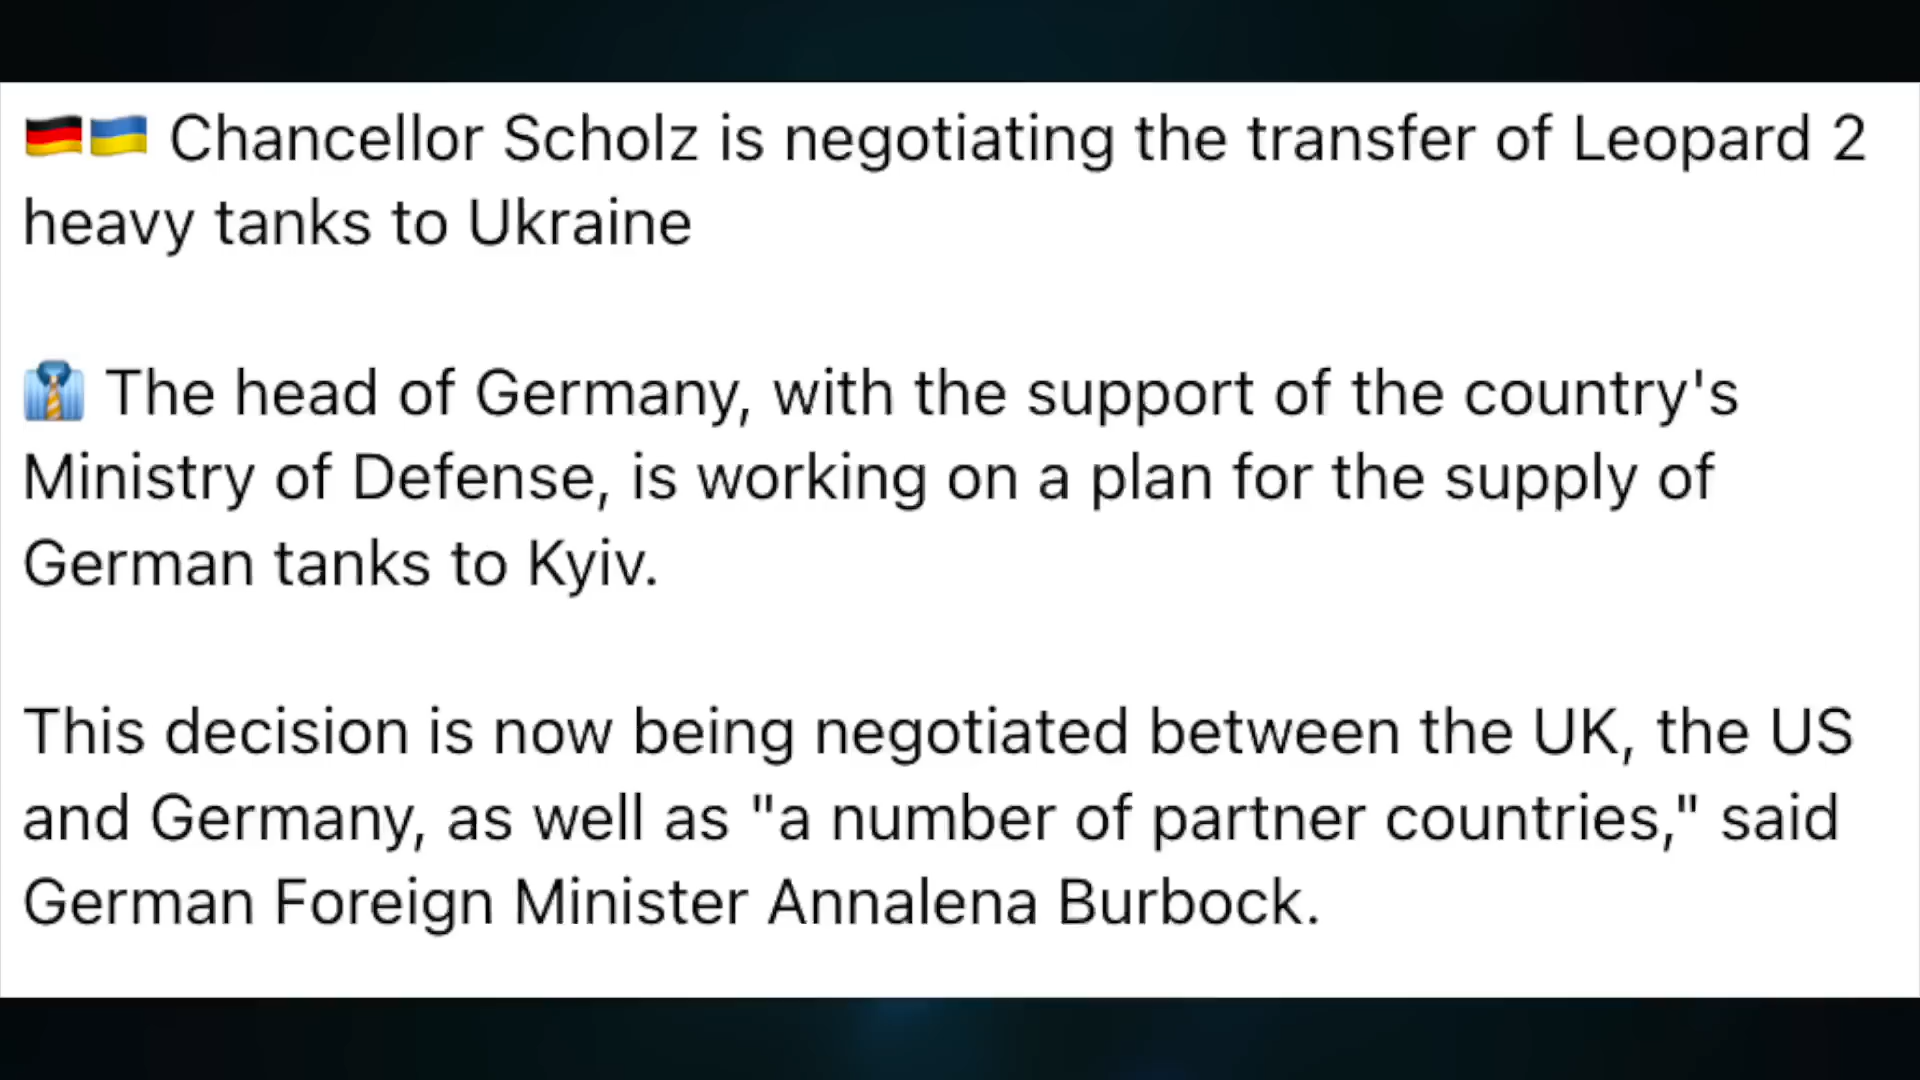 🇩🇪🇺🇦 Chancellor Scholz is negotiating the transfer of Leopard 2
heavy tanks to Ukraine
👔 The head of Germany, with the support of the country's
Ministry of Defense, is working on a plan for the supply of
German tanks to Kyiv.
This decision is now being negotiated between the UK, the US
and Germany, as well as "a number of partner countries," said
German Foreign Minister Annalena Burbock.